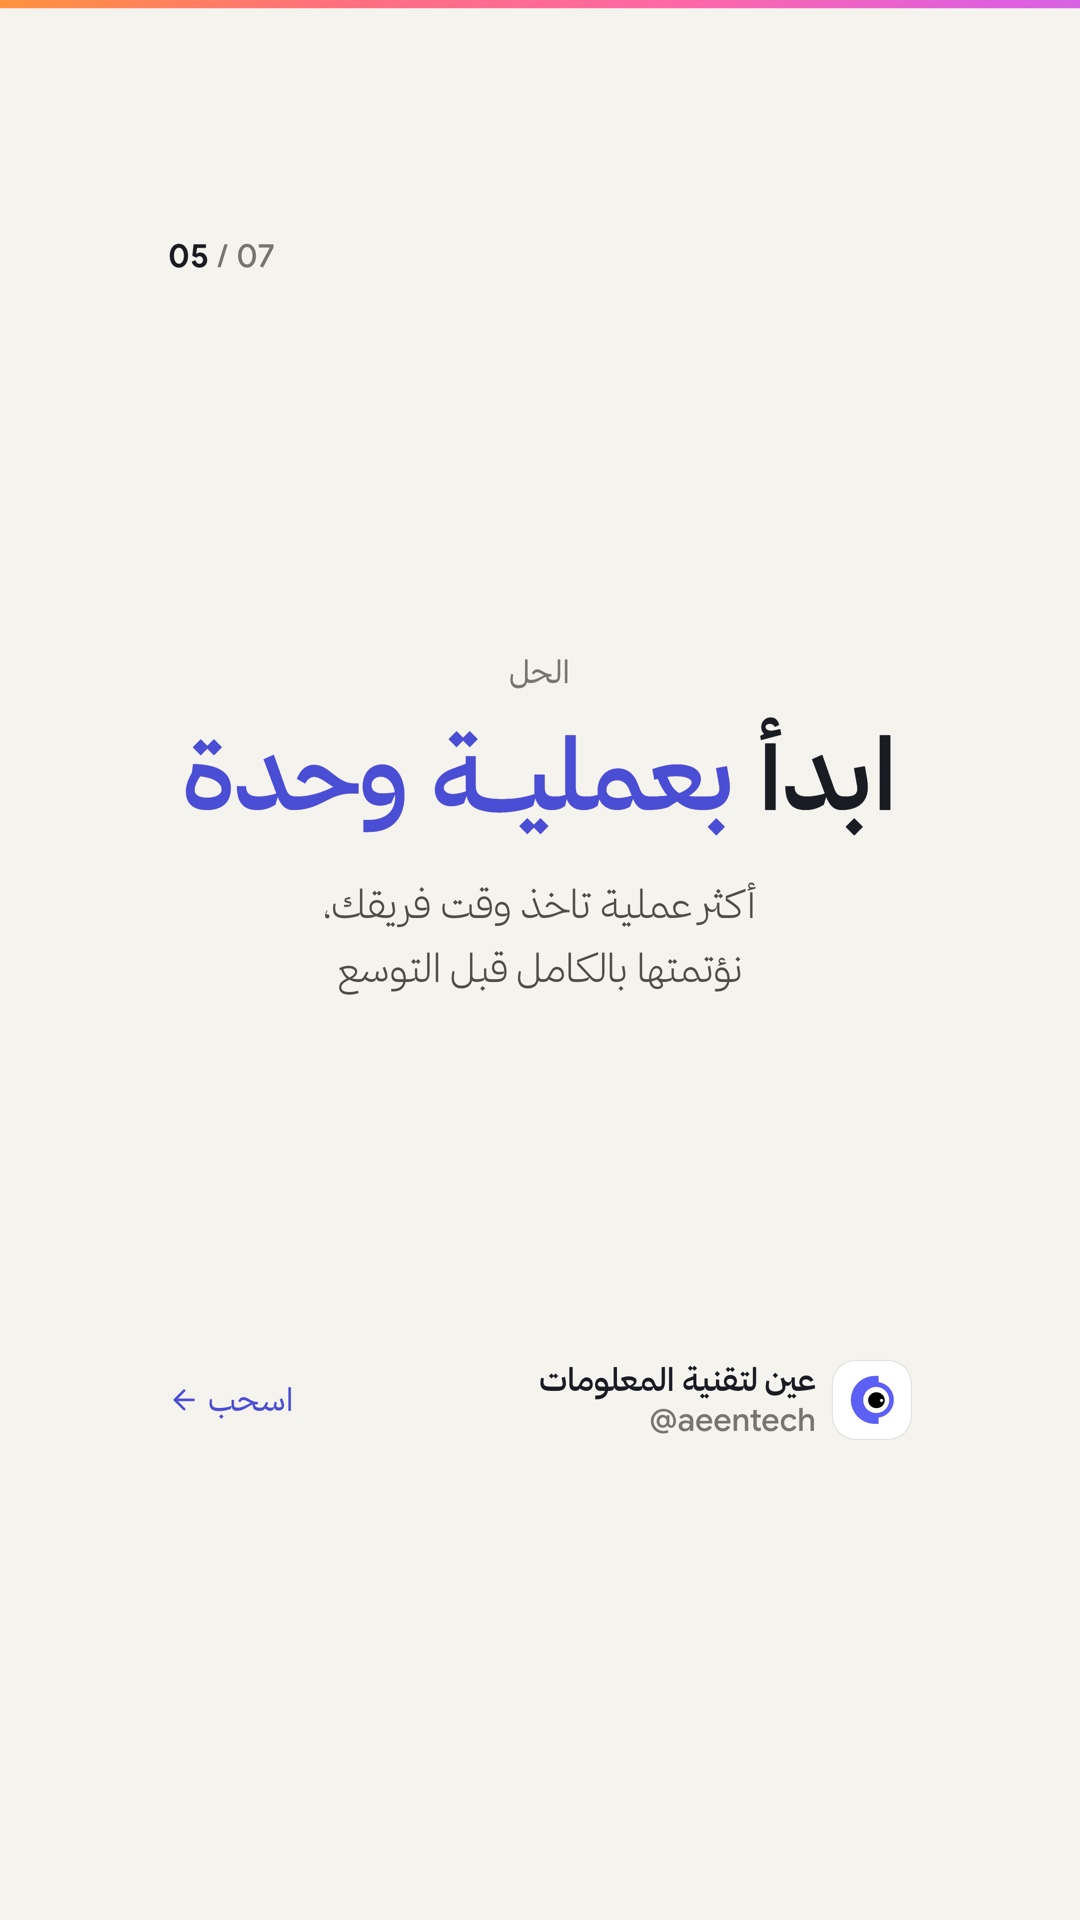 05 / 07
الحل
ابدأ بعمليـة وحدة
أكثر عملية تاخذ وقت فريقك،
نؤتمتها بالكامل قبل التوسع
عين لتقنية المعلومات
@aeentech
اسحب ←